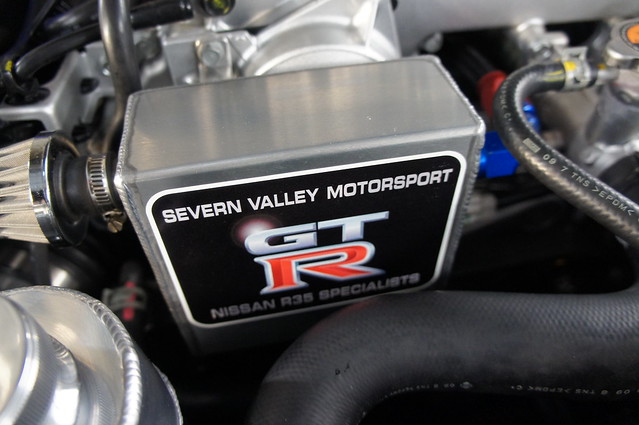 SEVERN VALLEY MOTORSPORT
GT
R
NISSAN R35 SPECIALISTS